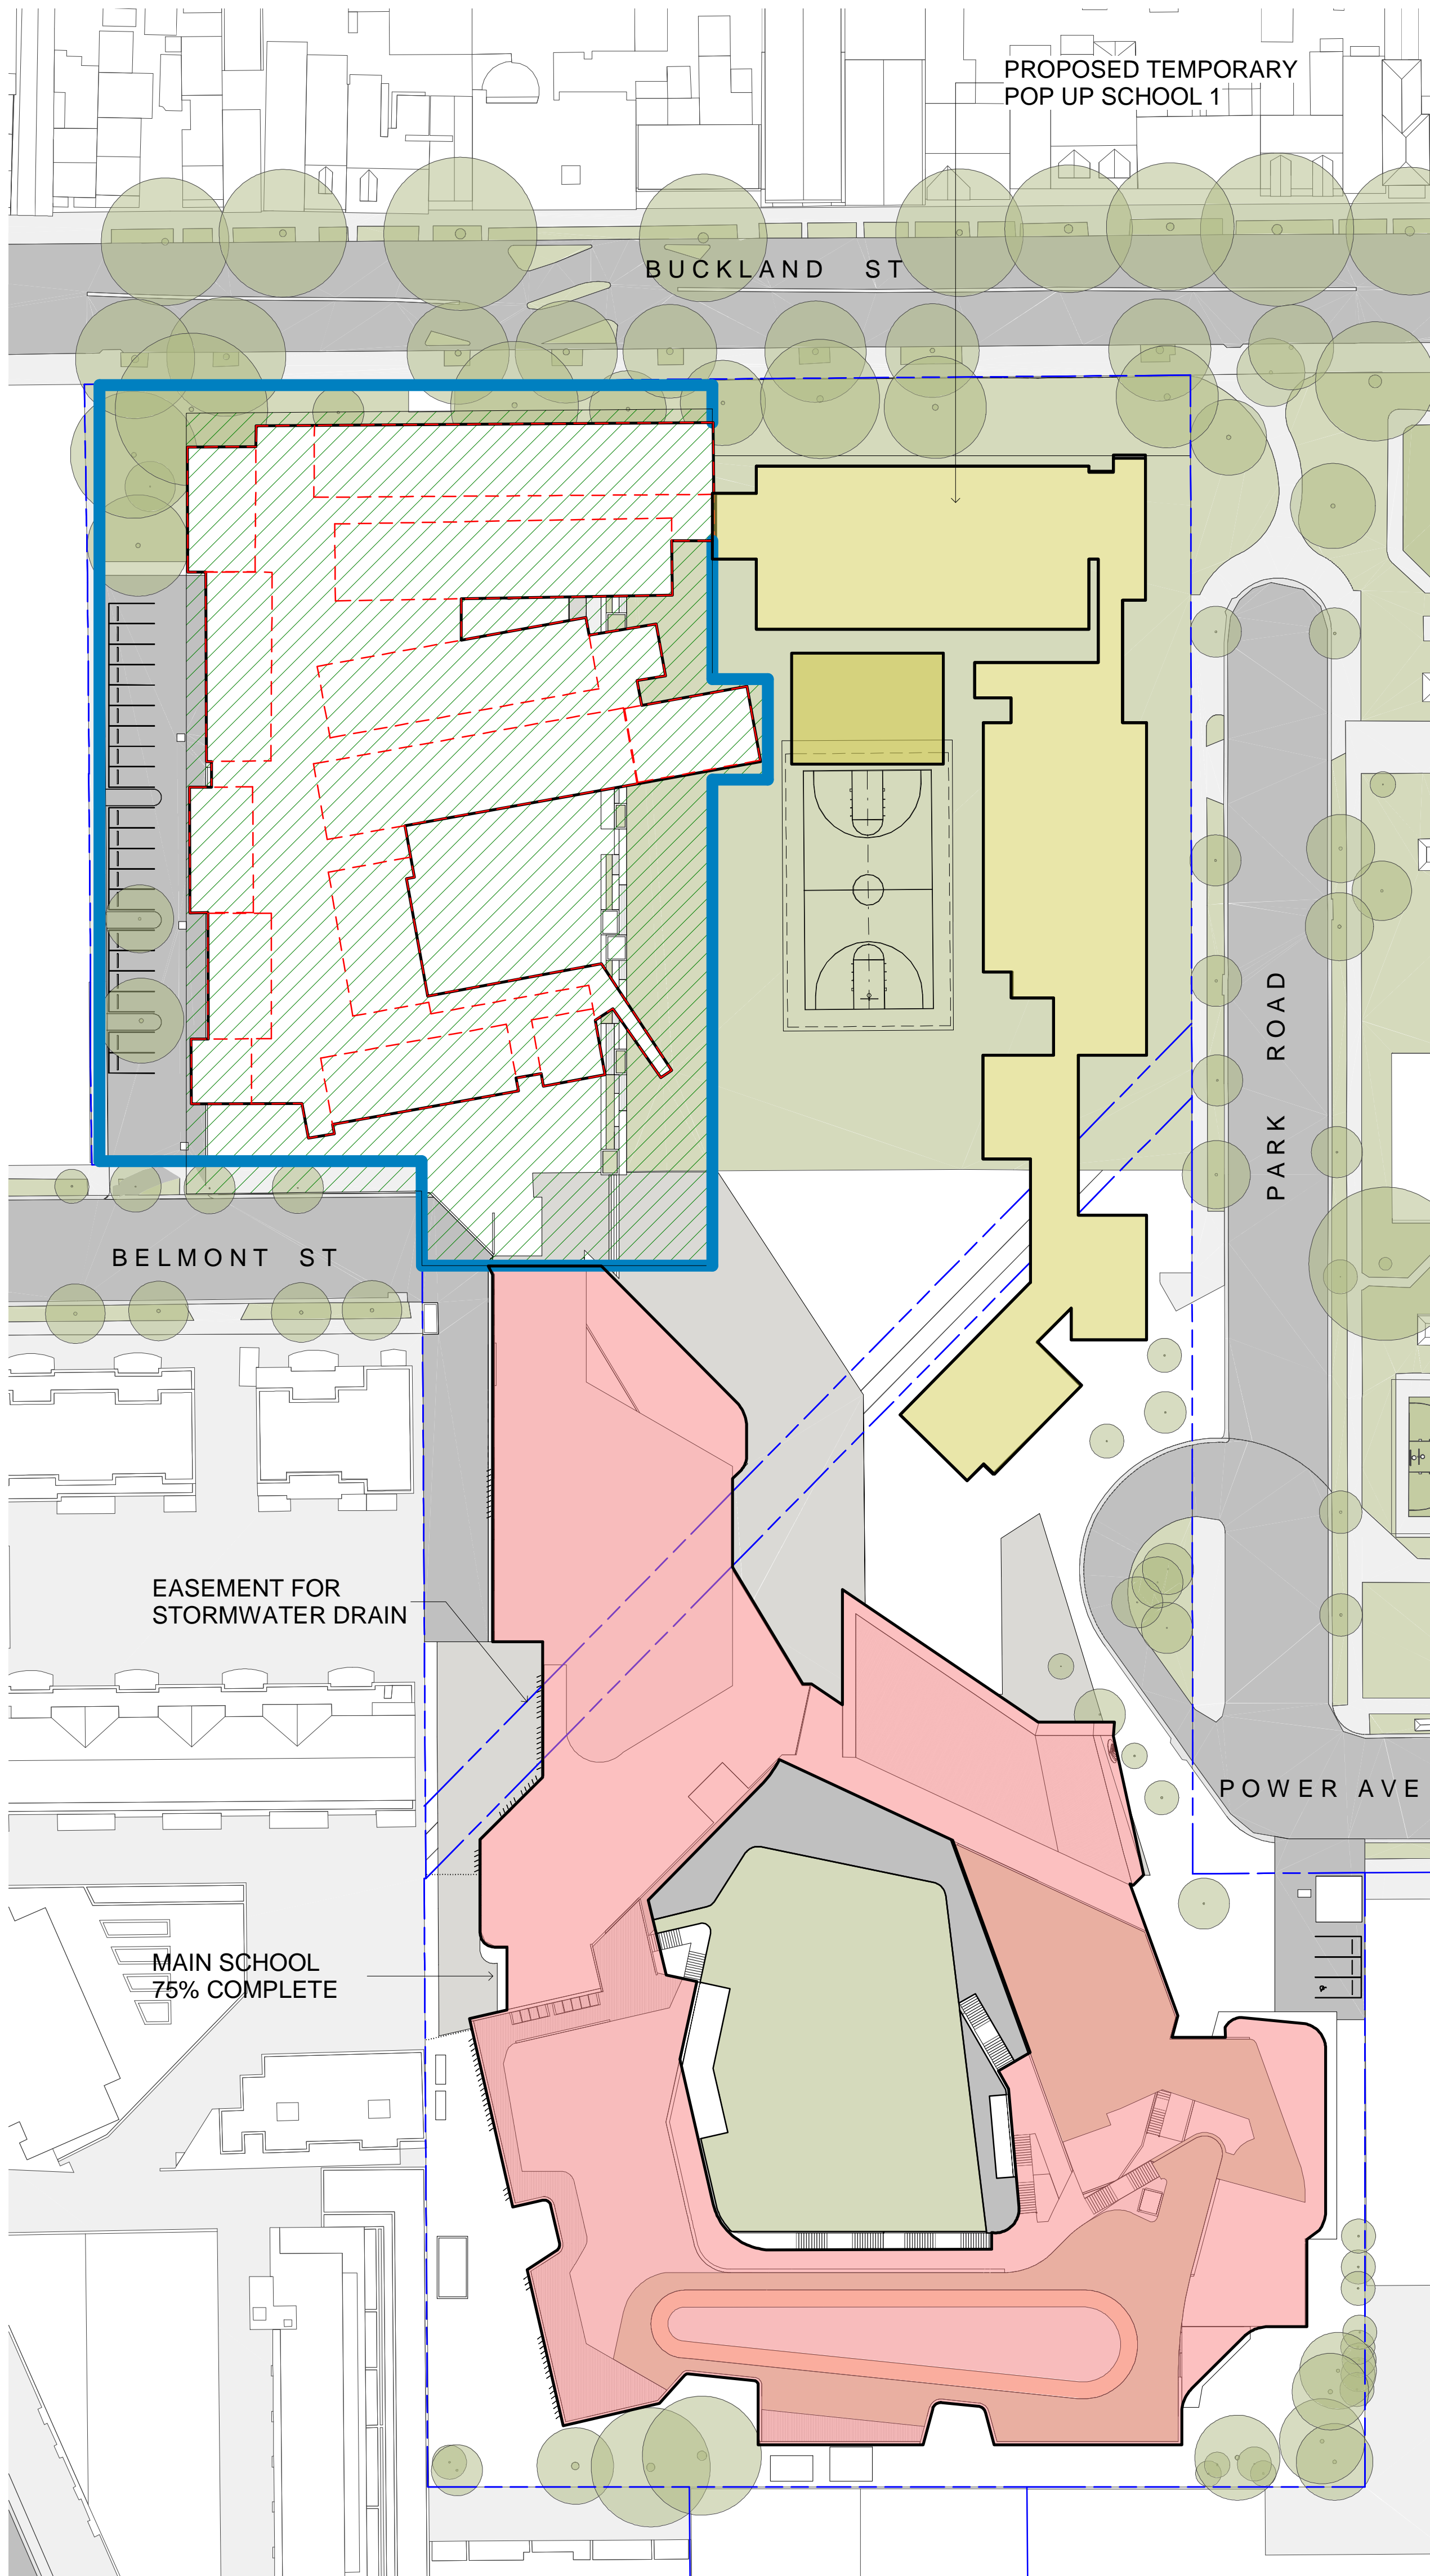 PROPOSED TEMPORARY
POP UP SCHOOL 1
BUCKLAND ST
PARK ROAD
BELMONT ST
EASEMENT FOR
STORMWATER DRAIN
POWER AVE
MAIN SCHOOL
75% COMPLETE